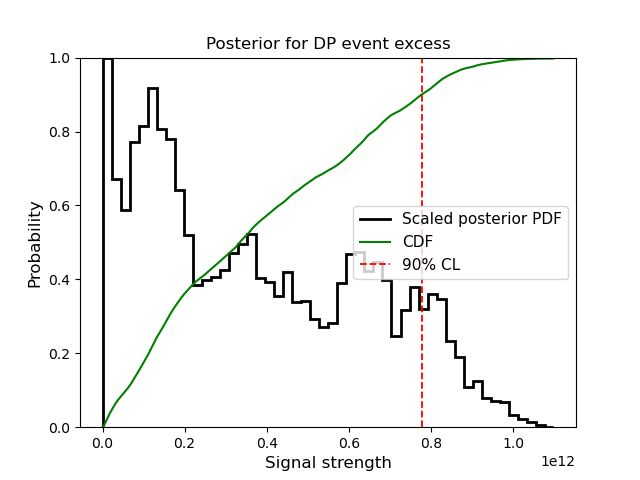 Posterior for DP event excess
Probability
1.0
0.8
0.6
0.4
0.2
0.0
Scaled posterior PDF
CDF
90% CL
0.0 0.2 0.4 0.6 0.8 1.0
1e12
Signal strength